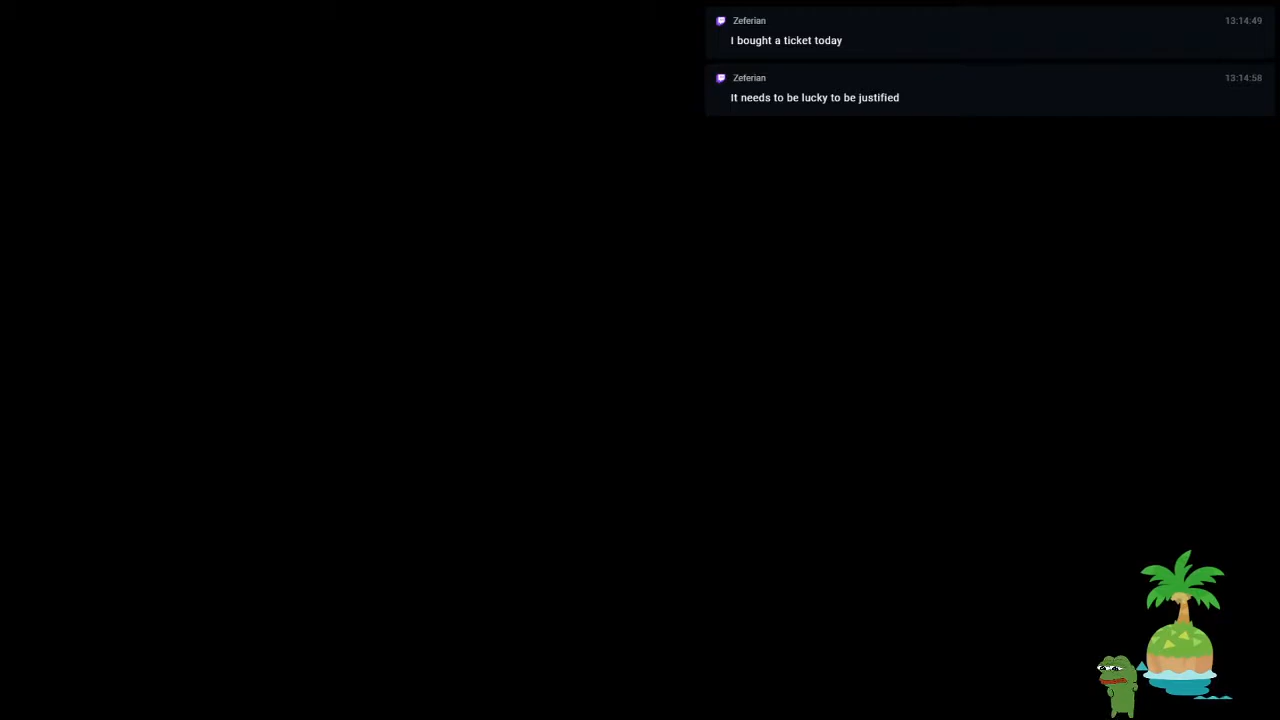 Zeferian 13:14:49
I bought a ticket today
Zeferian 13:14:58
It needs to be lucky to be justified